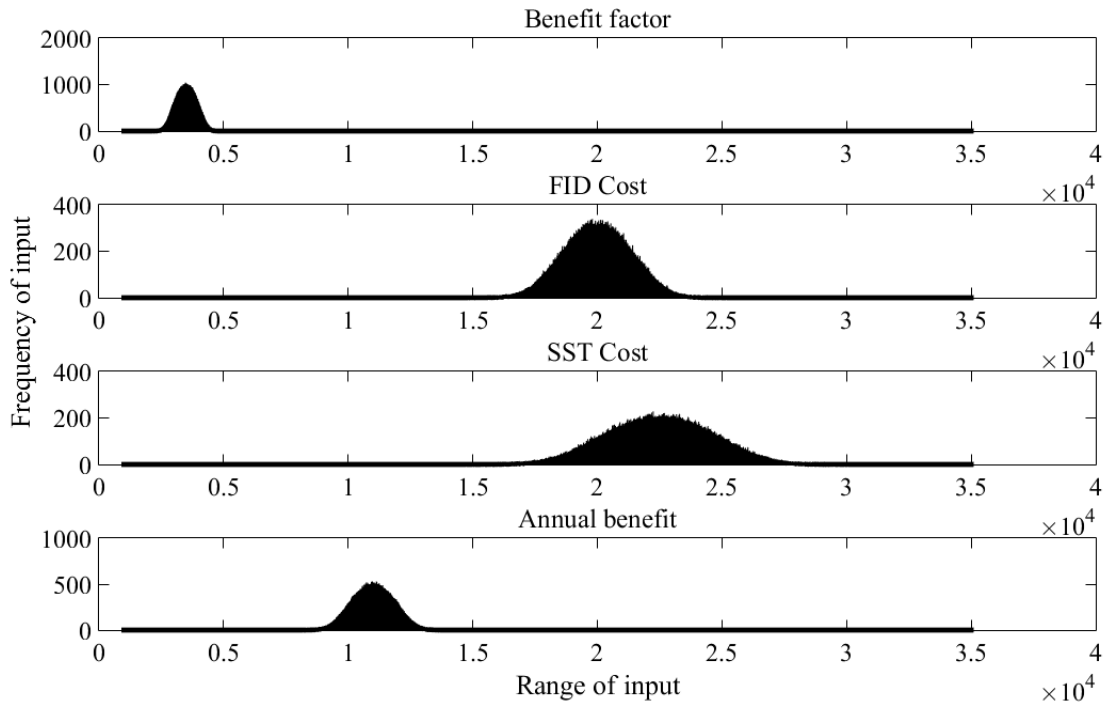 Benefit factor
2000
1000
0
0 0.5 1 1.5 2 2.5 3 3.5 4
×10^4
FID Cost
400
200
0
0 0.5 1 1.5 2 2.5 3 3.5 4
×10^4
SST Cost
400
200
0
0 0.5 1 1.5 2 2.5 3 3.5 4
×10^4
Annual benefit
1000
500
0
0 0.5 1 1.5 2 2.5 3 3.5 4
×10^4
Frequency of input
Range of input